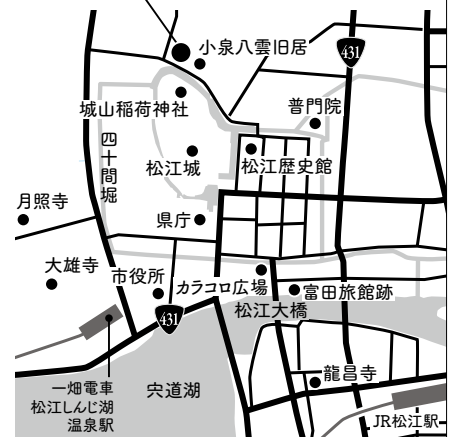 小泉八雲旧居
431
普門院
城山稲荷神社
四十間堀
松江城
松江歴史館
月照寺
県庁
大雄寺
市役所
カラコロ広場
富田旅館跡
松江大橋
431
一畑電車
松江しんじ湖
温泉駅
宍道湖
龍昌寺
JR松江駅